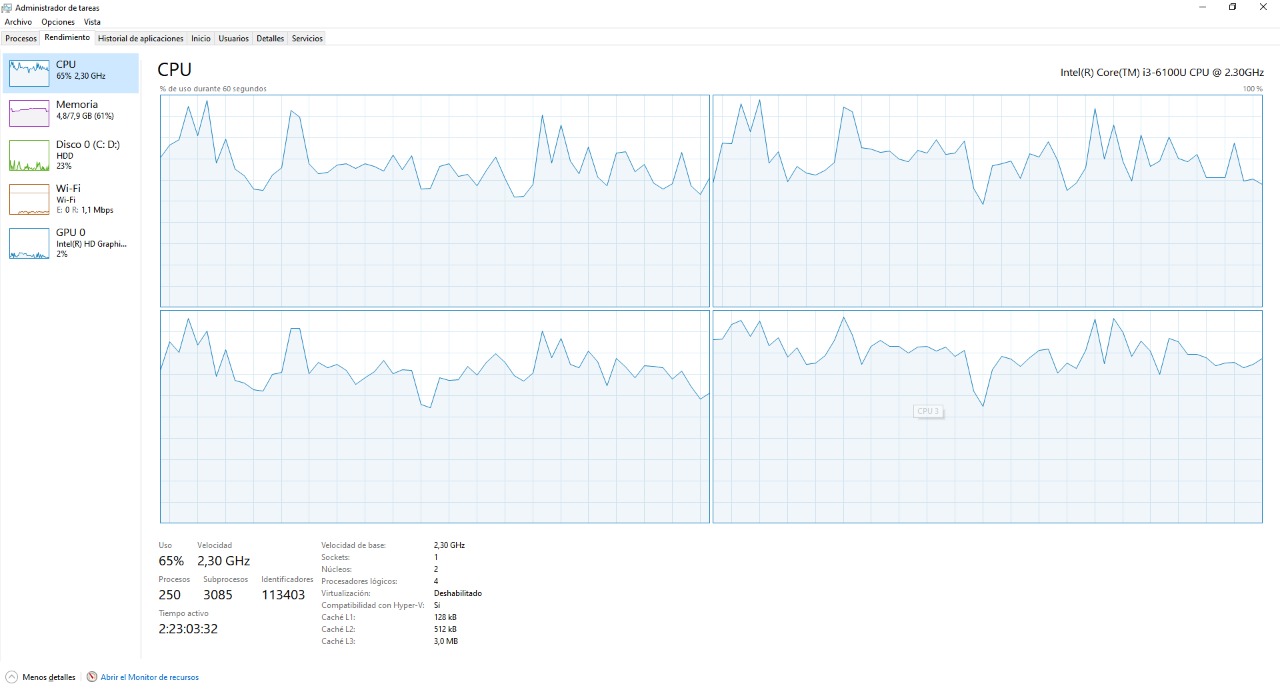 Administrador de tareas
Archivo Opciones Vista
Procesos Rendimiento Historial de aplicaciones Inicio Usuarios Detalles Servicios
CPU
65% 2,30 GHz
Memoria
4,8/7,9 GB (61%)
Disco 0 (C: D:)
HDD
23%
Wi-Fi
Wi-Fi
E: 0 R: 1,1 Mbps
GPU 0
Intel(R) HD Graphi...
2%
CPU
Intel(R) Core(TM) i3-6100U CPU @ 2.30GHz
% de uso durante 60 segundos
100 %
CPU 3
Uso Velocidad
65% 2,30 GHz
Procesos Subprocesos Identificadores
250 3085 113403
Tiempo activo
2:23:03:32
Velocidad de base: 2,30 GHz
Sockets: 1
Núcleos: 2
Procesadores lógicos: 4
Virtualización: Deshabilitado
Compatibilidad con Hyper-V: Sí
Caché L1: 128 kB
Caché L2: 512 kB
Caché L3: 3,0 MB
Menos detalles Abrir el Monitor de recursos